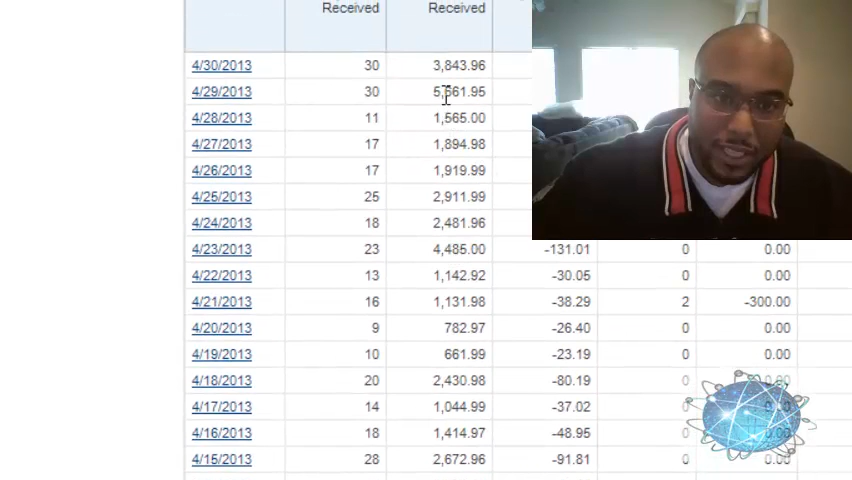 Received Received
4/30/2013 30 3,843.96
4/29/2013 30 61.95
4/28/2013 11 1,565.00
4/27/2013 17 1,894.98
4/26/2013 17 1,919.99
4/25/2013 25 2,911.99
4/24/2013 18 2,481.96
4/23/2013 23 4,485.00 -131.01 0 0.00
4/22/2013 13 1,142.92 -30.05 0 0.00
4/21/2013 16 1,131.98 -38.29 2 -300.00
4/20/2013 9 782.97 -26.40 0 0.00
4/19/2013 10 661.99 -23.19 0 0.00
4/18/2013 20 2,430.98 -80.19 0
4/17/2013 14 1,044.99 -37.02 0
4/16/2013 18 1,414.97 -48.95 0 0.00
4/15/2013 28 2,672.96 -91.81 0 0.00